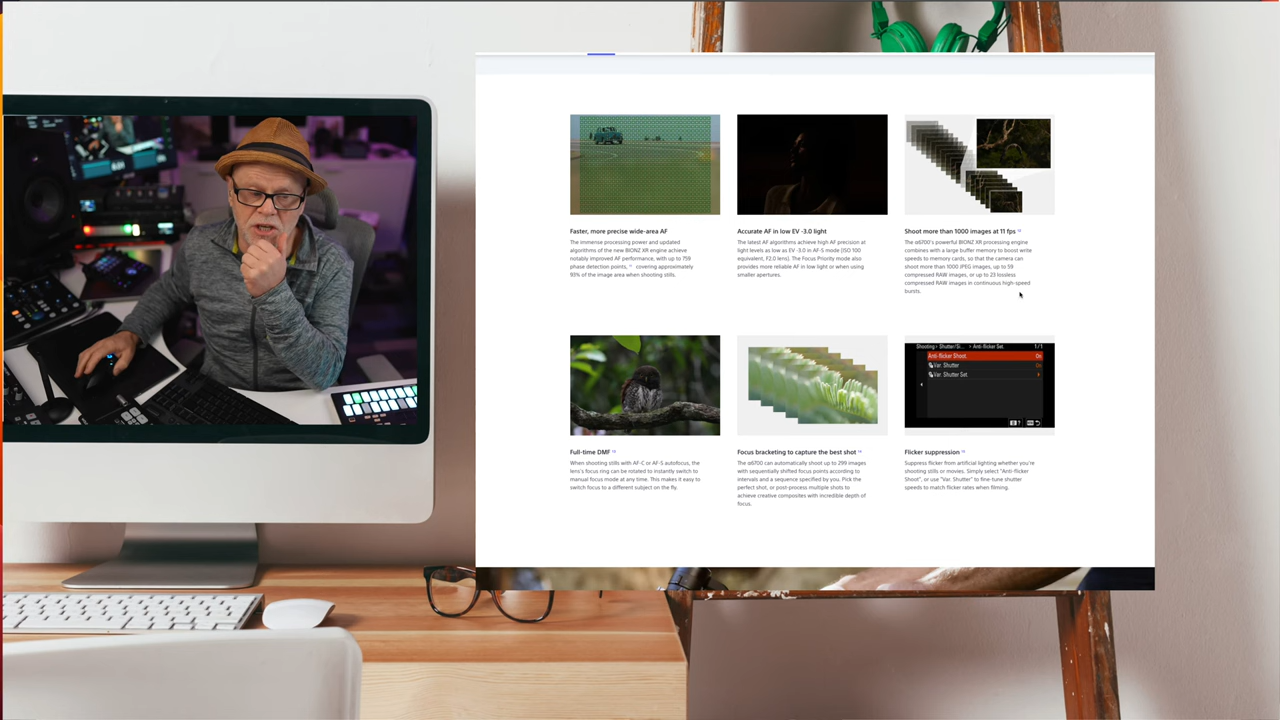 Faster, more precise wide-area AF
The immense processing power and updated
algorithms of the new BIONZ XR engine achieve
notably improved AF performance, with up to 759
phase detection points, covering approximately
93% of the image area when shooting stills.
Accurate AF in low EV -3.0 light
The latest AF algorithms achieve high AF precision at
light levels as low as EV -3.0 in AF-S mode (ISO 100
equivalent, F2.0 lens). The Focus Priority mode also
provides more reliable AF in low light or when using
smaller apertures.
Shoot more than 1000 images at 11 fps
The α6700's powerful BIONZ XR processing engine
combines with a large buffer memory to boost write
speeds to memory cards, so that the camera can
shoot more than 1000 JPEG images, up to 59
compressed RAW images, or up to 23 lossless
compressed RAW images in continuous high-speed
bursts.
Full-time DMF
When shooting stills with AF-C or AF-S autofocus, the
lens's focus ring can be rotated to instantly switch to
manual focus mode at any time. This makes it easy to
switch focus to a different subject on the fly.
Focus bracketing to capture the best shot
The α6700 can automatically shoot up to 299 images
with sequentially shifted focus points according to
intervals and a sequence specified by you. Pick the
perfect shot, or post-process multiple shots to
achieve creative composites with incredible depth of
focus.
Shooting › Shutter/Si... › Anti-flicker Set. 1/1
Anti-flicker Shoot. On
Var. Shutter On
Var. Shutter Set.
Flicker suppression
Suppress flicker from artificial lighting whether you're
shooting stills or movies. Simply select "Anti-flicker
Shoot", or use "Var. Shutter" to fine-tune shutter
speeds to match flicker rates when filming.